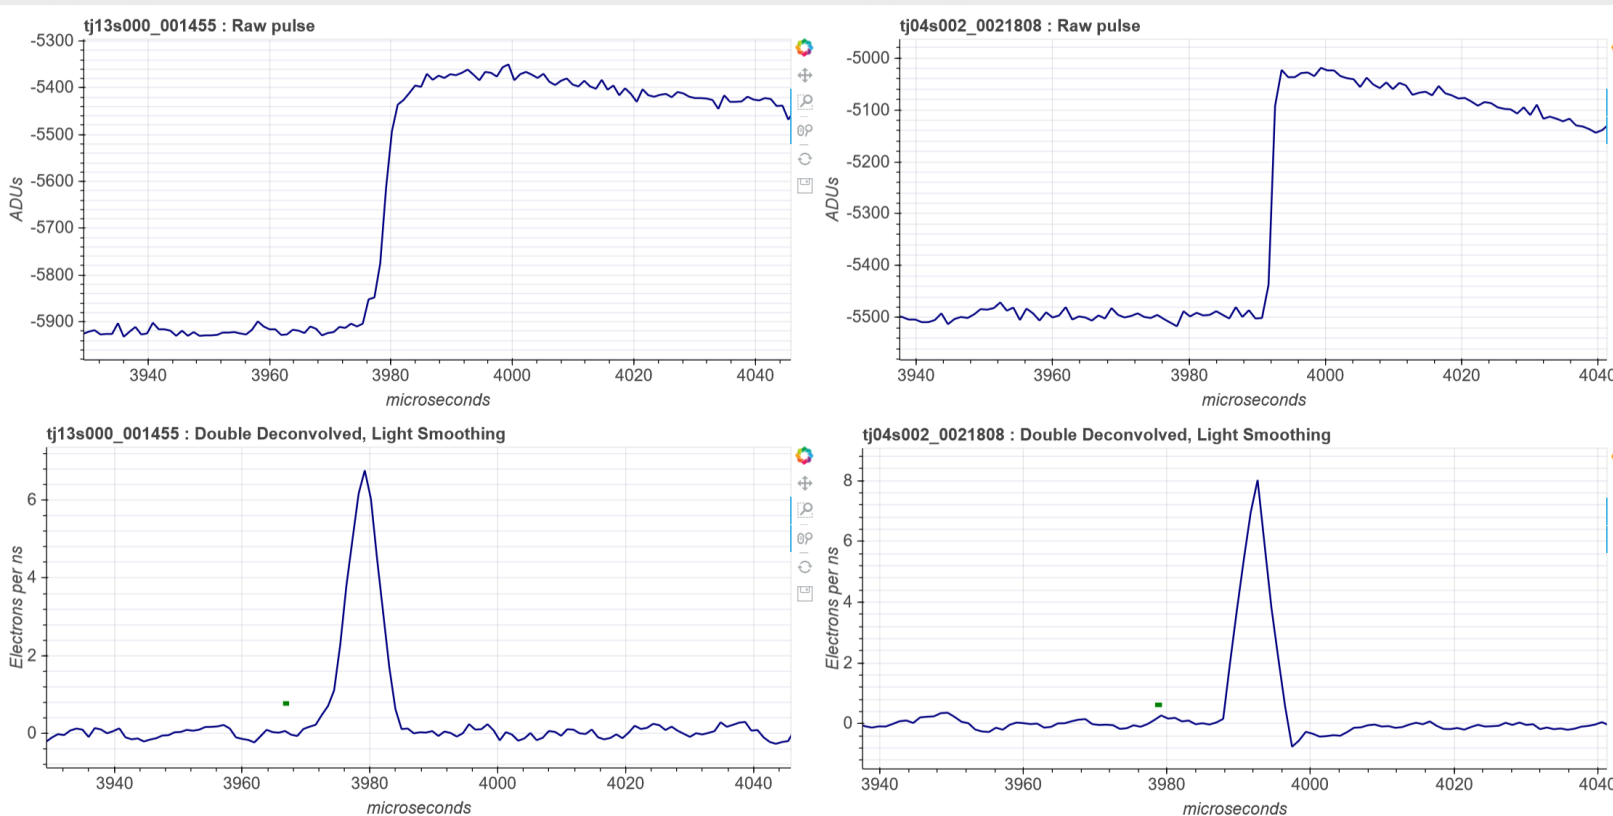 tj13s000_001455 : Raw pulse
-5300
-5400
-5500
-5600
-5700
-5800
-5900
ADUs
3940 3960 3980 4000 4020 4040
microseconds
tj04s002_0021808 : Raw pulse
-5000
-5100
-5200
-5300
-5400
-5500
ADUs
3940 3960 3980 4000 4020 4040
microseconds
tj13s000_001455 : Double Deconvolved, Light Smoothing
6
4
2
0
Electrons per ns
3940 3960 3980 4000 4020 4040
microseconds
tj04s002_0021808 : Double Deconvolved, Light Smoothing
8
6
4
2
0
Electrons per ns
3940 3960 3980 4000 4020 4040
microseconds